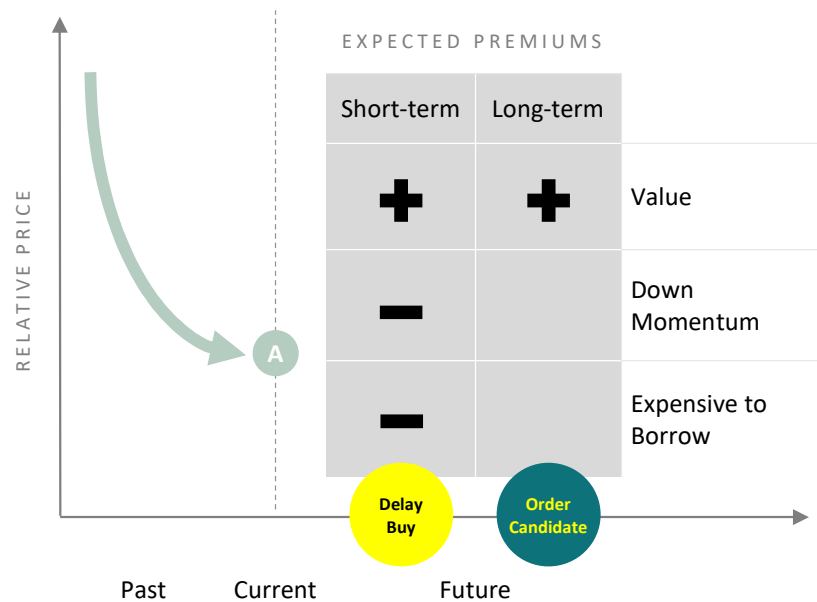 EXPECTED PREMIUMS
Short-term
Long-term
RELATIVE PRICE
Value
Down
Momentum
A
Expensive to
Borrow
Delay
Buy
Order
Candidate
Past
Current
Future